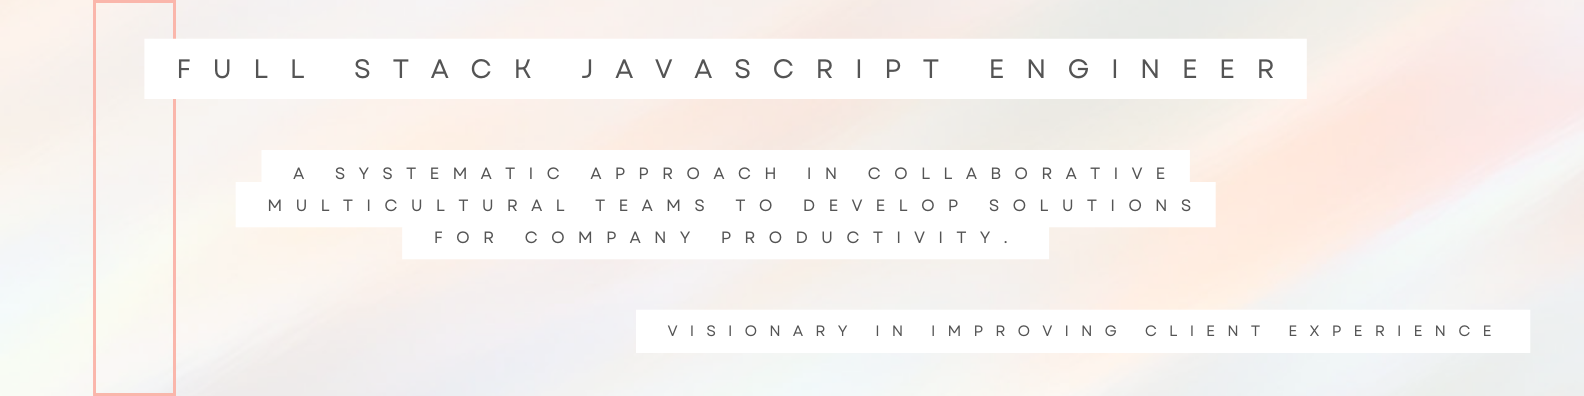 FULL STACK JAVASCRIPT ENGINEER
A SYSTEMATIC APPROACH IN COLLABORATIVE
MULTICULTURAL TEAMS TO DEVELOP SOLUTIONS
FOR COMPANY PRODUCTIVITY.
VISIONARY IN IMPROVING CLIENT EXPERIENCE